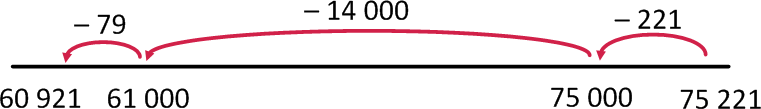 – 79 – 14 000 – 221
60 921 61 000 75 000 75 221